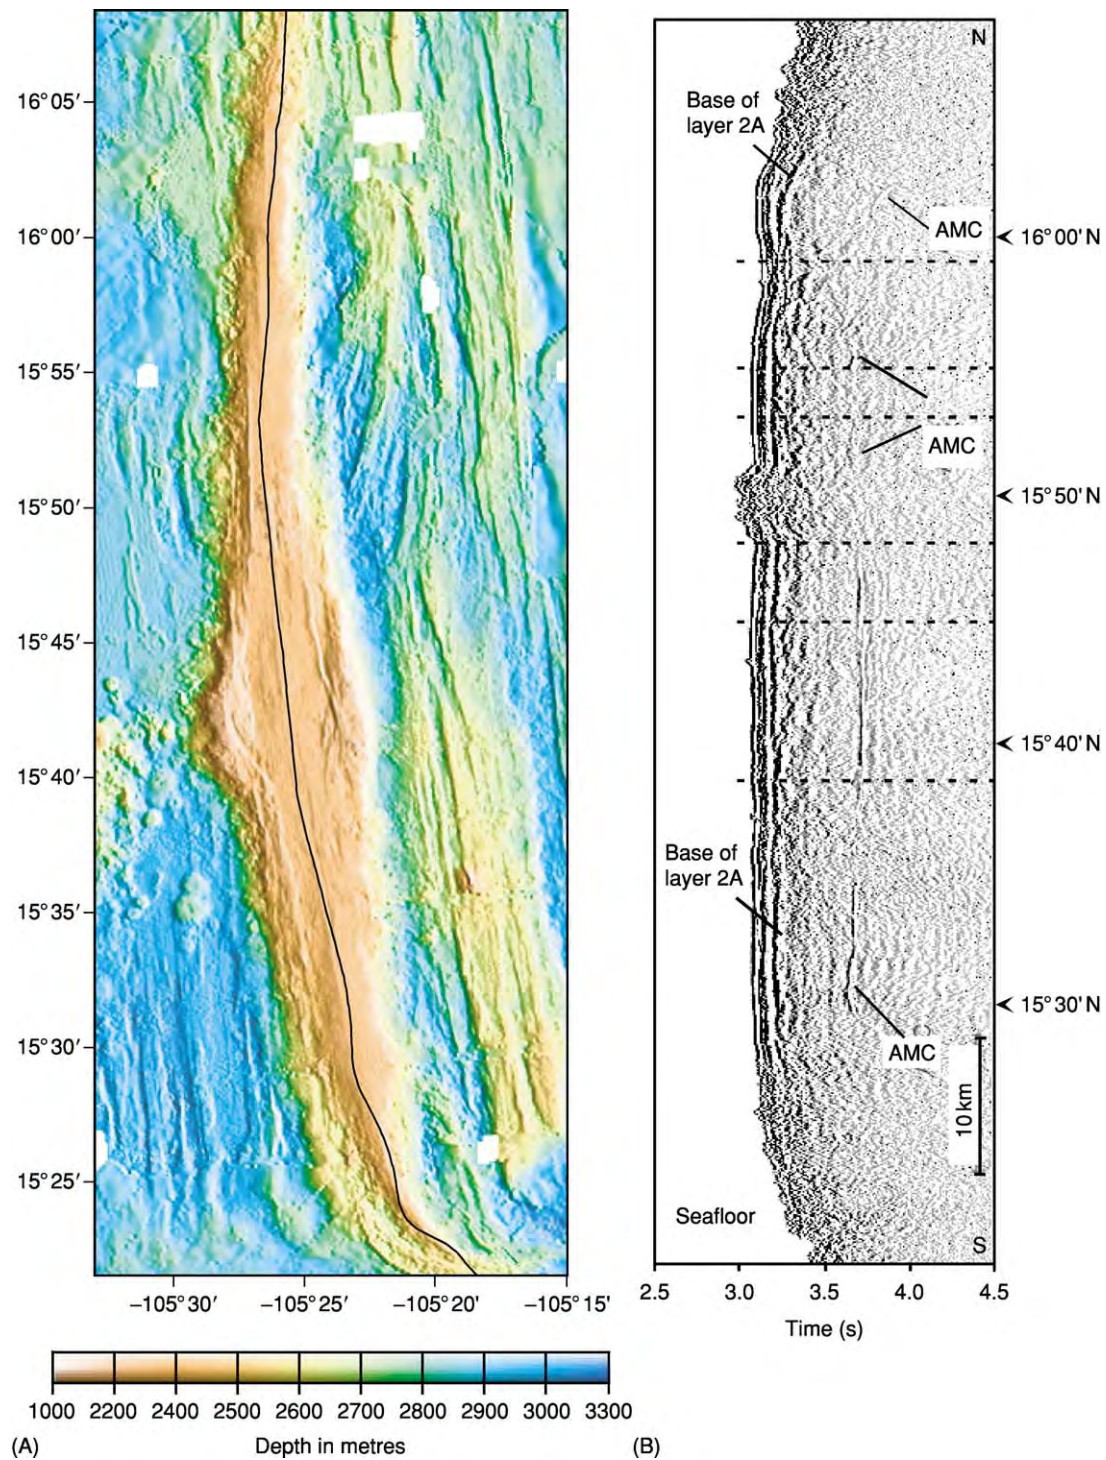 16°05′
16°00′
15°55′
15°50′
15°45′
15°40′
15°35′
15°30′
15°25′
−105°30′ −105°25′ −105°20′ −105°15′
1000 2200 2400 2500 2600 2700 2800 2900 3000 3300
(A) Depth in metres
N
Base of
layer 2A
AMC
16°00′ N
AMC
15°50′ N
15°40′ N
Base of
layer 2A
15°30′ N
AMC
10 km
Seafloor
S
2.5 3.0 3.5 4.0 4.5
Time (s)
(B)